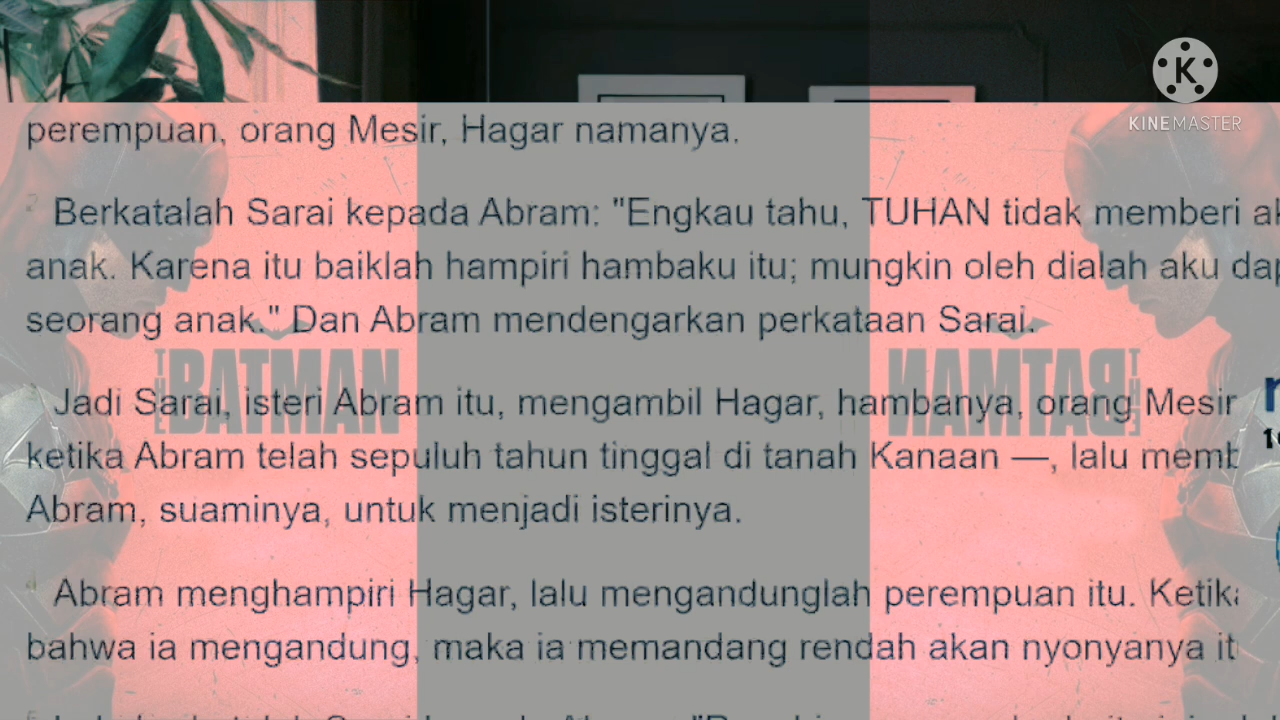 KINEMASTER
perempuan, orang Mesir, Hagar namanya.
2 Berkatalah Sarai kepada Abram: "Engkau tahu, TUHAN tidak memberi
anak. Karena itu baiklah hampiri hambaku itu; mungkin oleh dialah aku
seorang anak." Dan Abram mendengarkan perkataan Sarai.
THE BATMAN
THE BATMAN
Jadi Sarai, isteri Abram itu, mengambil Hagar, hambanya, orang Mesir
ketika Abram telah sepuluh tahun tinggal di tanah Kanaan —, lalu
Abram, suaminya, untuk menjadi isterinya.
Abram menghampiri Hagar, lalu mengandunglah perempuan itu.
bahwa ia mengandung, maka ia memandang rendah akan nyonyanya